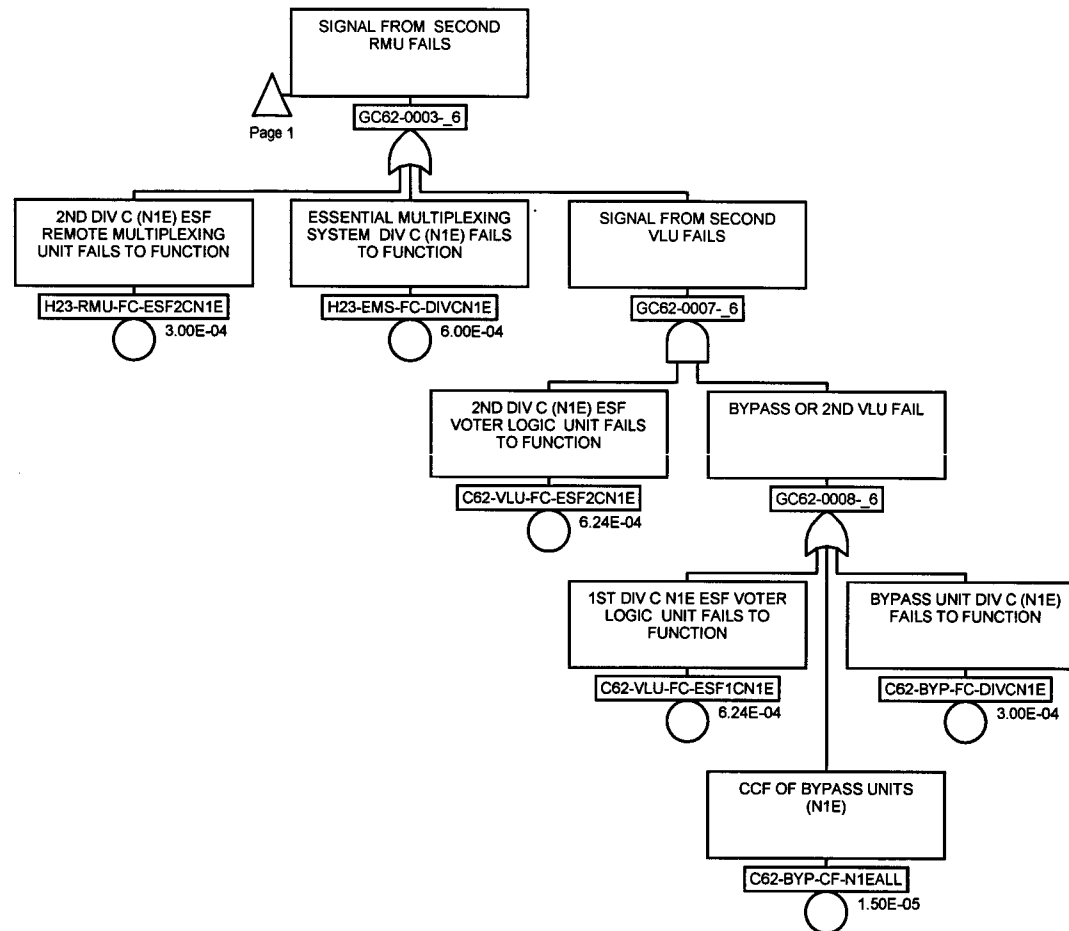 SIGNAL FROM SECOND
RMU FAILS
Page 1
GC62-0003-_6
2ND DIV C (N1E) ESF
REMOTE MULTIPLEXING
UNIT FAILS TO FUNCTION
ESSENTIAL MULTIPLEXING
SYSTEM DIV C (N1E) FAILS
TO FUNCTION
SIGNAL FROM SECOND
VLU FAILS
H23-RMU-FC-ESF2CN1E
3.00E-04
H23-EMS-FC-DIVCN1E
6.00E-04
GC62-0007-_6
2ND DIV C (N1E) ESF
VOTER LOGIC UNIT FAILS
TO FUNCTION
BYPASS OR 2ND VLU FAIL
C62-VLU-FC-ESF2CN1E
6.24E-04
GC62-0008-_6
1ST DIV C N1E ESF VOTER
LOGIC UNIT FAILS TO
FUNCTION
BYPASS UNIT DIV C (N1E)
FAILS TO FUNCTION
C62-VLU-FC-ESF1CN1E
6.24E-04
C62-BYP-FC-DIVCN1E
3.00E-04
CCF OF BYPASS UNITS
(N1E)
C62-BYP-CF-N1EALL
1.50E-05